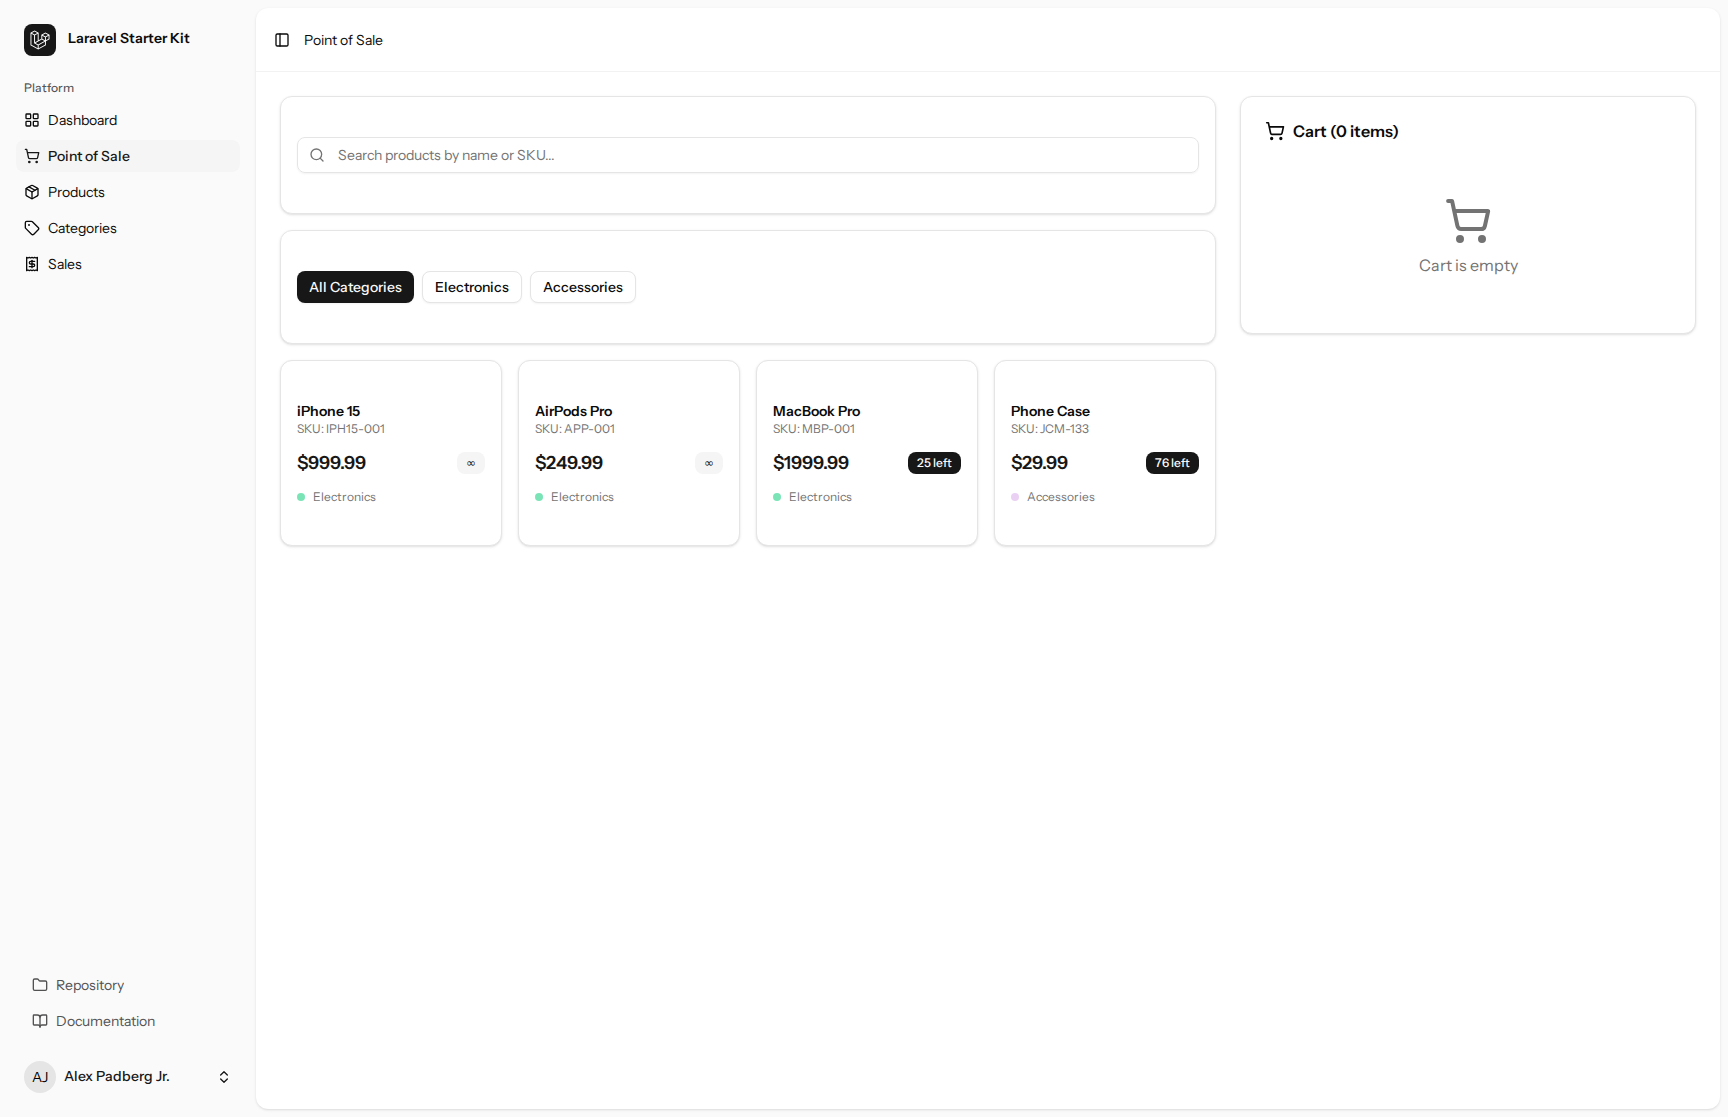 Laravel Starter Kit
Platform
Dashboard
Point of Sale
Products
Categories
Sales
Repository
Documentation
AJ Alex Padberg Jr.
Point of Sale
Search products by name or SKU...
All Categories Electronics Accessories
iPhone 15
SKU: IPH15-001
$999.99 ∞
Electronics
AirPods Pro
SKU: APP-001
$249.99 ∞
Electronics
MacBook Pro
SKU: MBP-001
$1999.99 25 left
Electronics
Phone Case
SKU: JCM-133
$29.99 76 left
Accessories
Cart (0 items)
Cart is empty